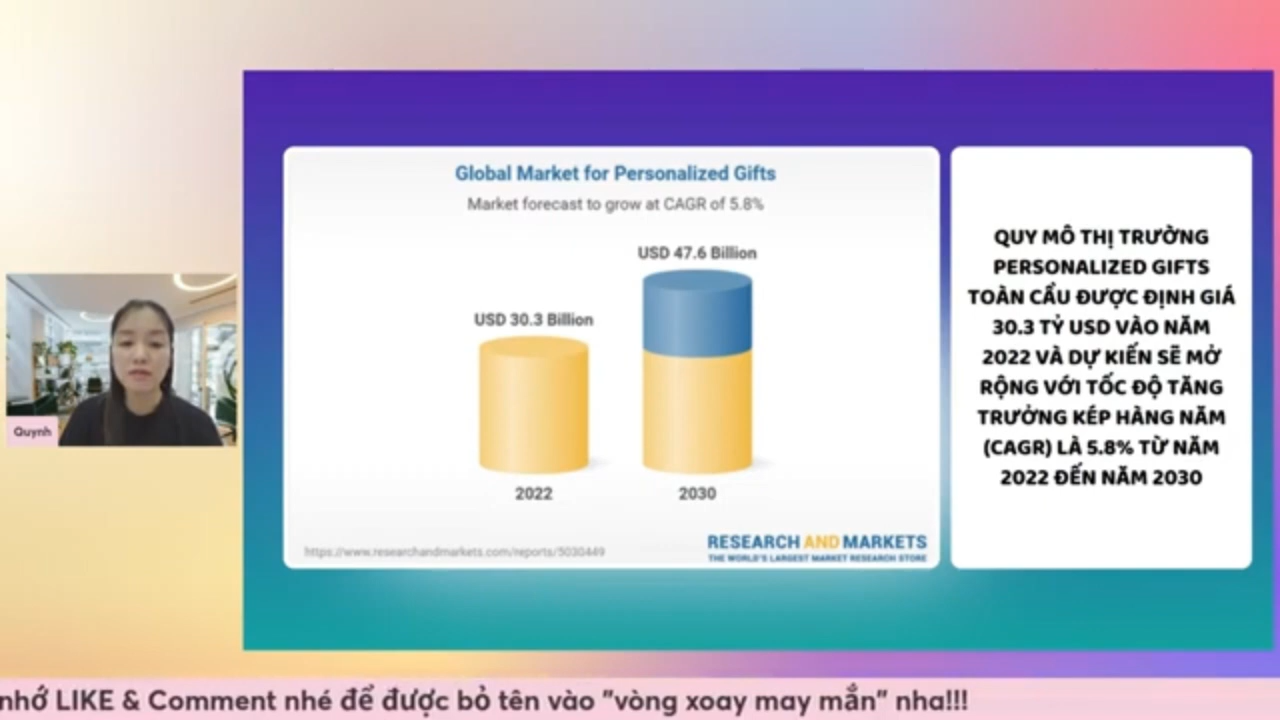 Global Market for Personalized Gifts
Market forecast to grow at CAGR of 5.8%
USD 47.6 Billion
USD 30.3 Billion
2022
2030
https://www.researchandmarkets.com/reports/5030449
RESEARCH AND MARKETS
THE WORLD'S LARGEST MARKET RESEARCH STORE
QUY MÔ THỊ TRƯỜNG
PERSONALIZED GIFTS
TOÀN CẦU ĐƯỢC ĐỊNH GIÁ
30.3 TỶ USD VÀO NĂM
2022 VÀ DỰ KIẾN SẼ MỞ
RỘNG VỚI TỐC ĐỘ TĂNG
TRƯỞNG KÉP HÀNG NĂM
(CAGR) LÀ 5.8% TỪ NĂM
2022 ĐẾN NĂM 2030
Quynh
nhớ LIKE & Comment nhé để được bỏ tên vào "vòng xoay may mắn" nha!!!